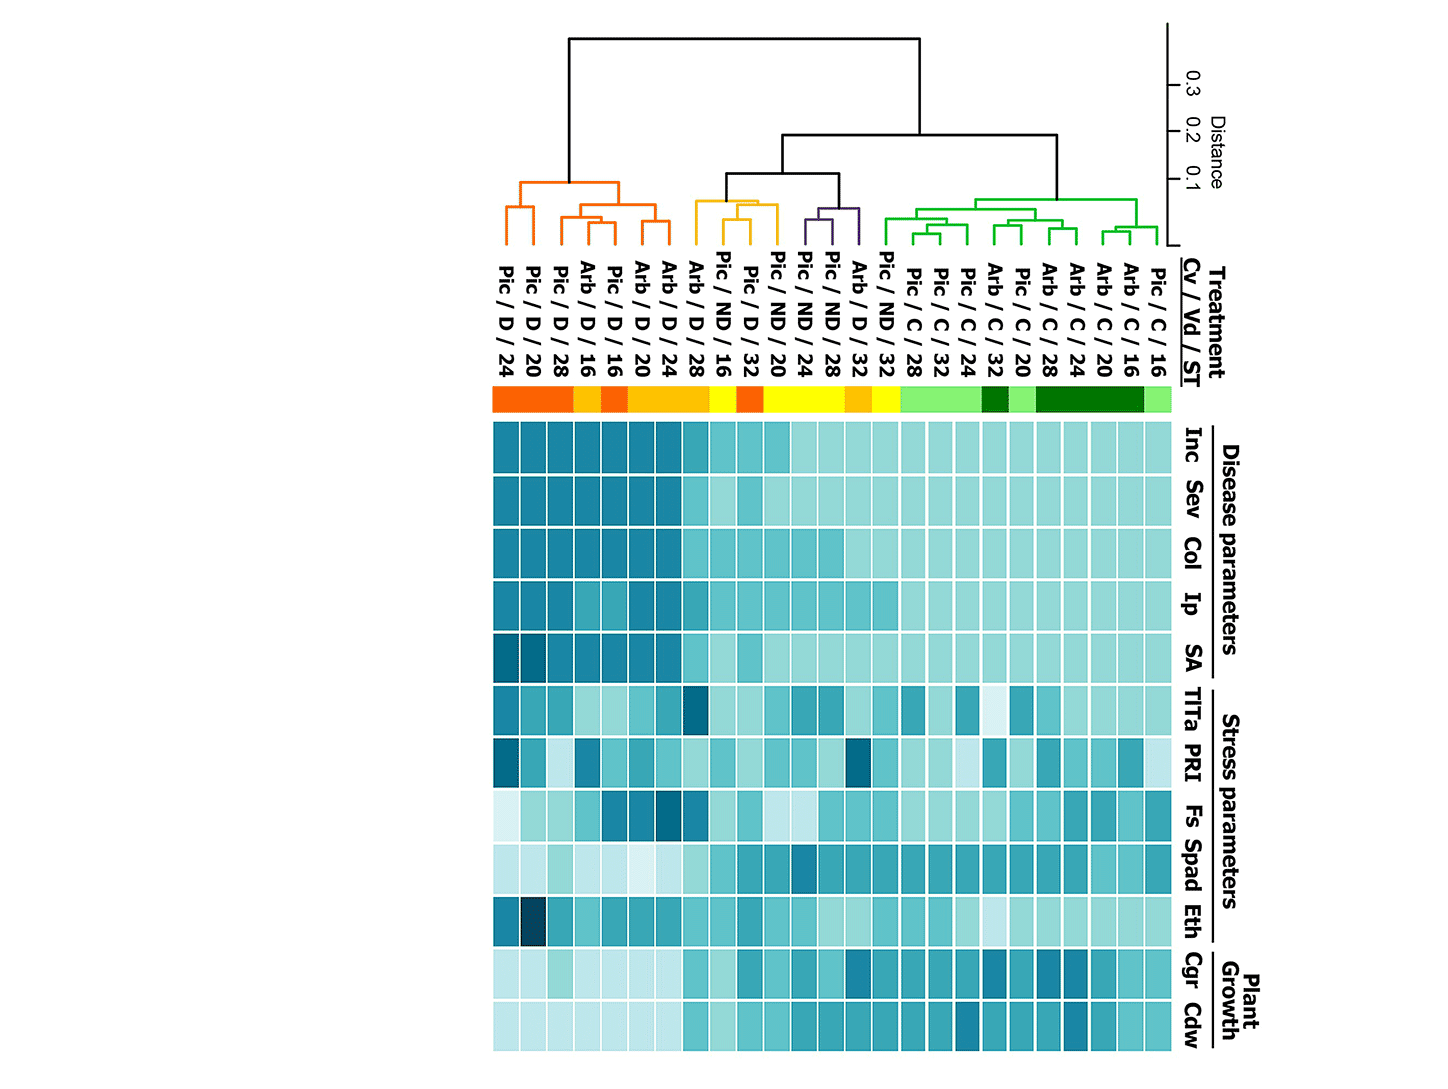 0.3
0.2
0.1
Distance
Treatment
Cv / Vd / ST
Pic / C / 16
Arb / C / 16
Arb / C / 20
Arb / C / 24
Arb / C / 28
Pic / C / 20
Arb / C / 32
Pic / C / 24
Pic / C / 32
Pic / C / 28
Pic / ND / 32
Arb / D / 32
Pic / ND / 28
Pic / ND / 24
Pic / ND / 20
Pic / D / 32
Pic / ND / 16
Arb / D / 28
Arb / D / 24
Arb / D / 20
Pic / D / 16
Arb / D / 16
Pic / D / 28
Pic / D / 20
Pic / D / 24
Disease parameters
Inc
Sev
Col
Ip
SA
Stress parameters
TlTa
PRI
Fs
Spad
Eth
Plant
Growth
Cgr
Cdw